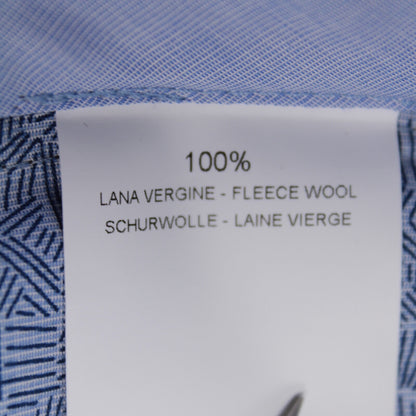 100%
LANA VERGINE - FLEECE WOOL
SCHURWOLLE - LAINE VIERGE